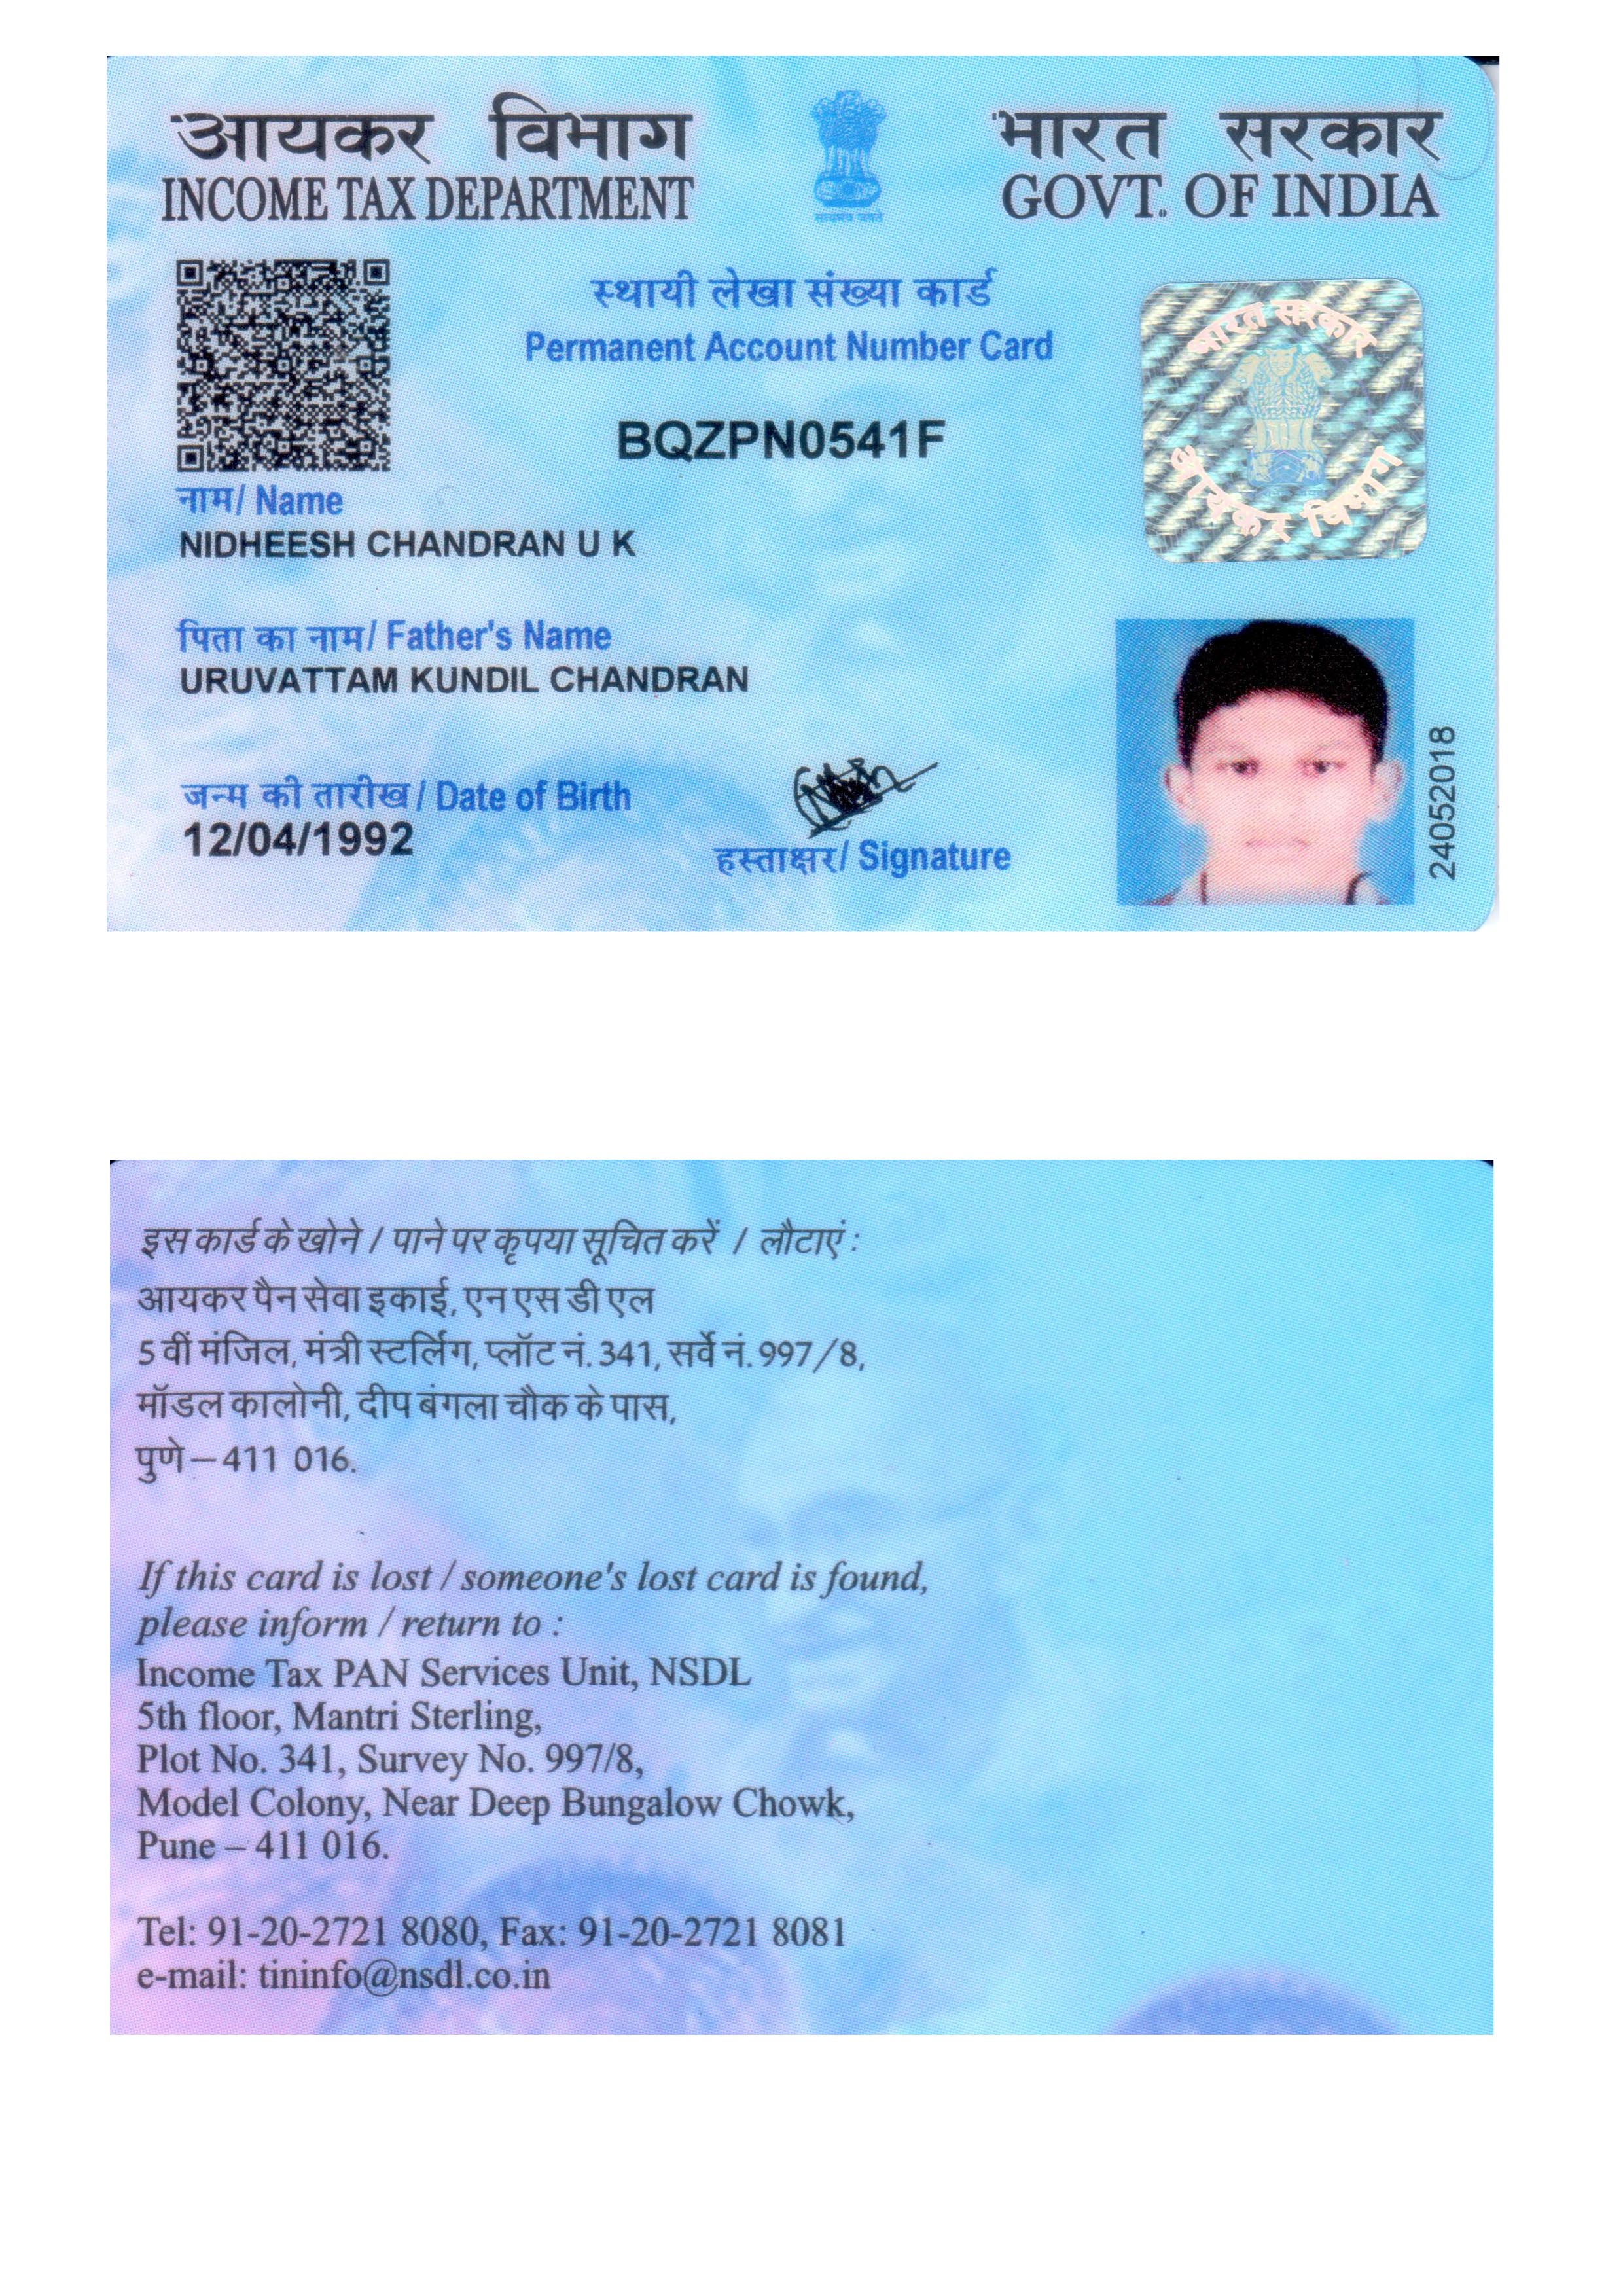 आयकर विभाग
INCOME TAX DEPARTMENT
सत्यमेव जयते
भारत सरकार
GOVT. OF INDIA
स्थायी लेखा संख्या कार्ड
Permanent Account Number Card
BQZPN0541F
भारत सरकार
आयकर विभाग
नाम/ Name
NIDHEESH CHANDRAN U K
पिता का नाम/ Father's Name
URUVATTAM KUNDIL CHANDRAN
जन्म की तारीख/ Date of Birth
12/04/1992
हस्ताक्षर/ Signature
24052018
इस कार्ड के खोने / पाने पर कृपया सूचित करें / लौटाएं :
आयकर पैन सेवा इकाई, एन एस डी एल
5 वीं मंजिल, मंत्री स्टर्लिंग, प्लॉट नं. 341, सर्वे नं. 997/8,
मॉडल कालोनी, दीप बंगला चौक के पास,
पुणे – 411 016.
If this card is lost / someone's lost card is found,
please inform / return to :
Income Tax PAN Services Unit, NSDL
5th floor, Mantri Sterling,
Plot No. 341, Survey No. 997/8,
Model Colony, Near Deep Bungalow Chowk,
Pune – 411 016.
Tel: 91-20-2721 8080, Fax: 91-20-2721 8081
e-mail: tininfo@nsdl.co.in